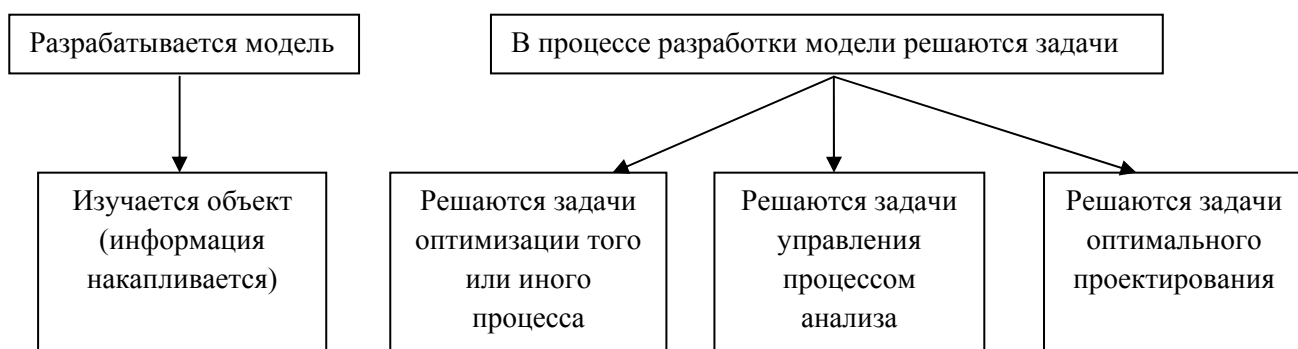 Разрабатывается модель
В процессе разработки модели решаются задачи
Изучается объект
(информация
накапливается)
Решаются задачи
оптимизации того
или иного
процесса
Решаются задачи
управления
процессом
анализа
Решаются задачи
оптимального
проектирования